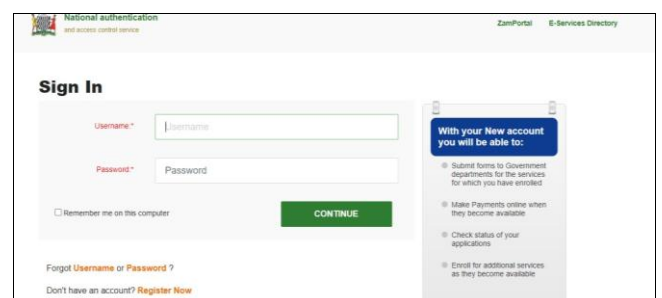 National authentication
and access control service
ZamPortal
E-Services Directory
Sign In
Username:*
Username
Password:*
Password
Remember me on this computer
CONTINUE
Forgot Username or Password ?
Don't have an account? Register Now
With your New account
you will be able to:
Submit forms to Government
departments for the services
for which you have enrolled
Make Payments online when
they become available
Check status of your
applications
Enroll for additional services
as they become available